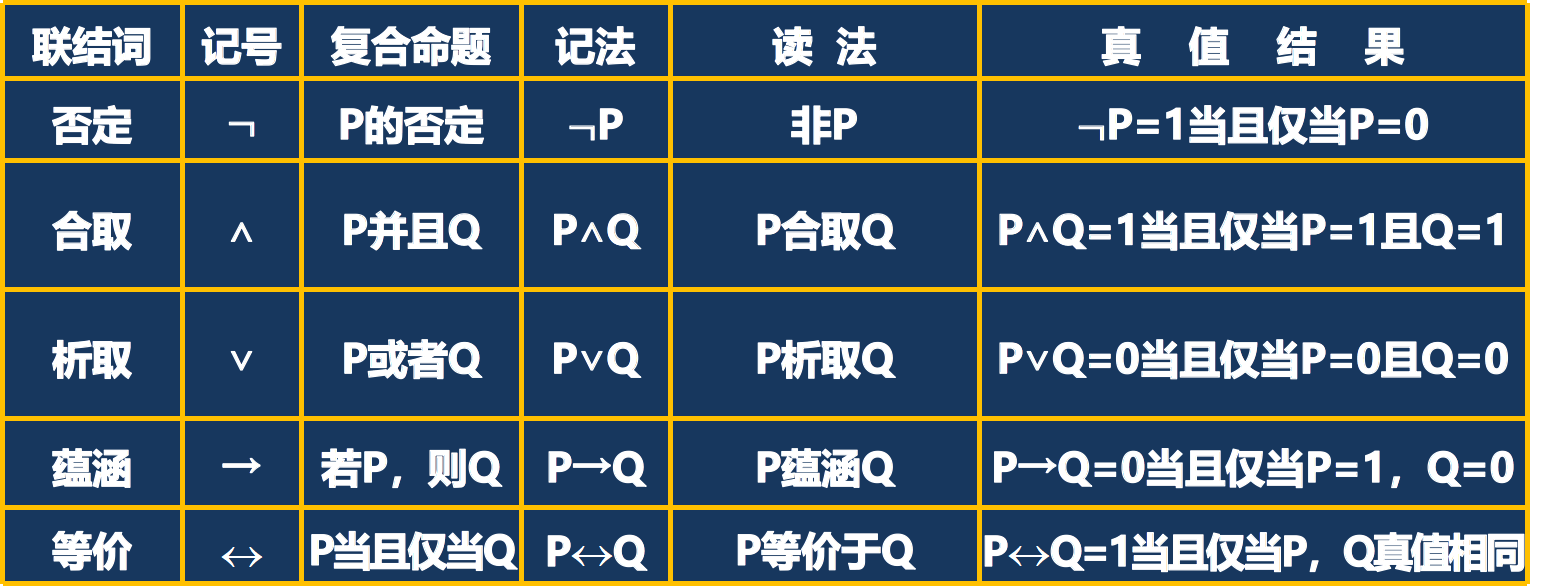 联结词 记号 复合命题 记法 读 法 真 值 结 果
否定 ¬ P的否定 ¬P 非P ¬P=1当且仅当P=0
合取 ∧ P并且Q P∧Q P合取Q P∧Q=1当且仅当P=1且Q=1
析取 ∨ P或者Q P∨Q P析取Q P∨Q=0当且仅当P=0且Q=0
蕴涵 → 若P，则Q P→Q P蕴涵Q P→Q=0当且仅当P=1，Q=0
等价 ↔ P当且仅当Q P↔Q P等价于Q P↔Q=1当且仅当P，Q真值相同